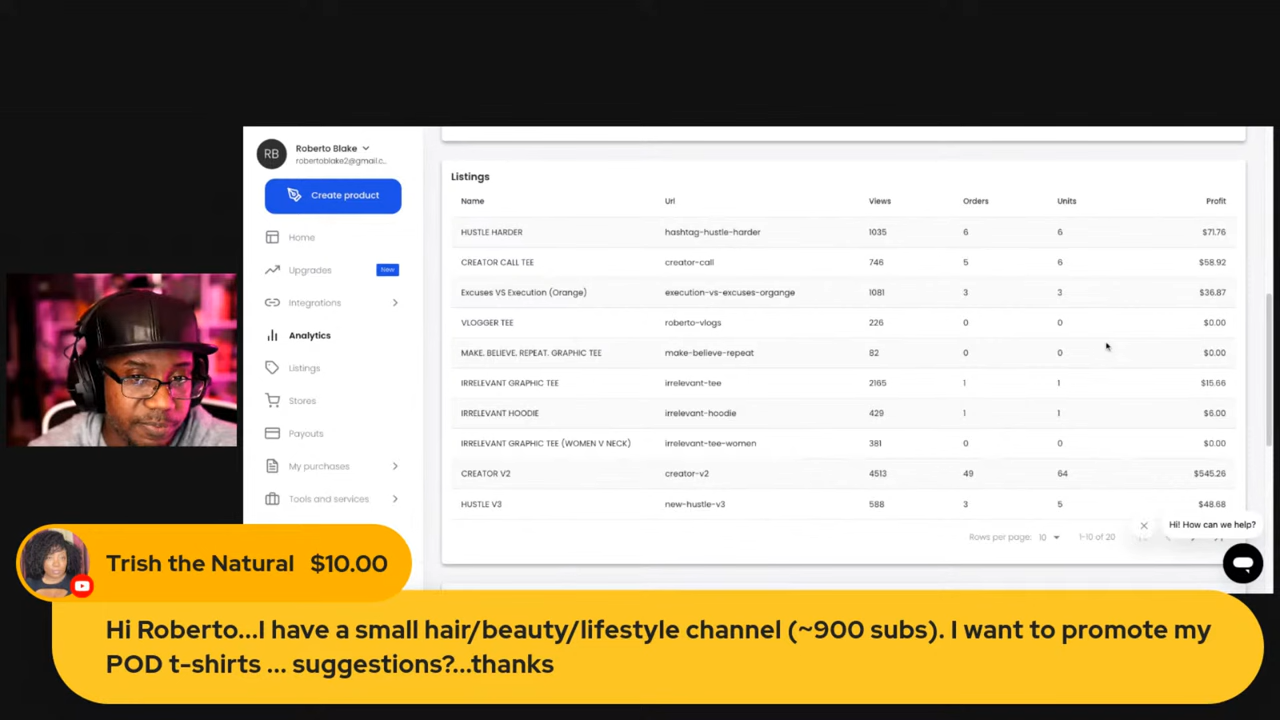 RB
Roberto Blake
robertoblake2@gmail.c...
Create product
Home
Upgrades New
Integrations
Analytics
Listings
Stores
Payouts
My purchases
Tools and services
Listings
Name Url Views Orders Units Profit
HUSTLE HARDER hashtag-hustle-harder 1035 6 6 $71.76
CREATOR CALL TEE creator-call 746 5 6 $58.92
Excuses VS Execution (Orange) execution-vs-excuses-organge 1081 3 3 $36.87
VLOGGER TEE roberto-vlogs 226 0 0 $0.00
MAKE. BELIEVE. REPEAT. GRAPHIC TEE make-believe-repeat 82 0 0 $0.00
IRRELEVANT GRAPHIC TEE irrelevant-tee 2165 1 1 $15.66
IRRELEVANT HOODIE irrelevant-hoodie 429 1 1 $6.00
IRRELEVANT GRAPHIC TEE (WOMEN V NECK) irrelevant-tee-women 381 0 0 $0.00
CREATOR V2 creator-v2 4513 49 64 $545.26
HUSTLE V3 new-hustle-v3 588 3 5 $48.68
Rows per page: 10 1-10 of 20
Hi! How can we help?
Trish the Natural $10.00
Hi Roberto...I have a small hair/beauty/lifestyle channel (~900 subs). I want to promote my
POD t-shirts ... suggestions?...thanks